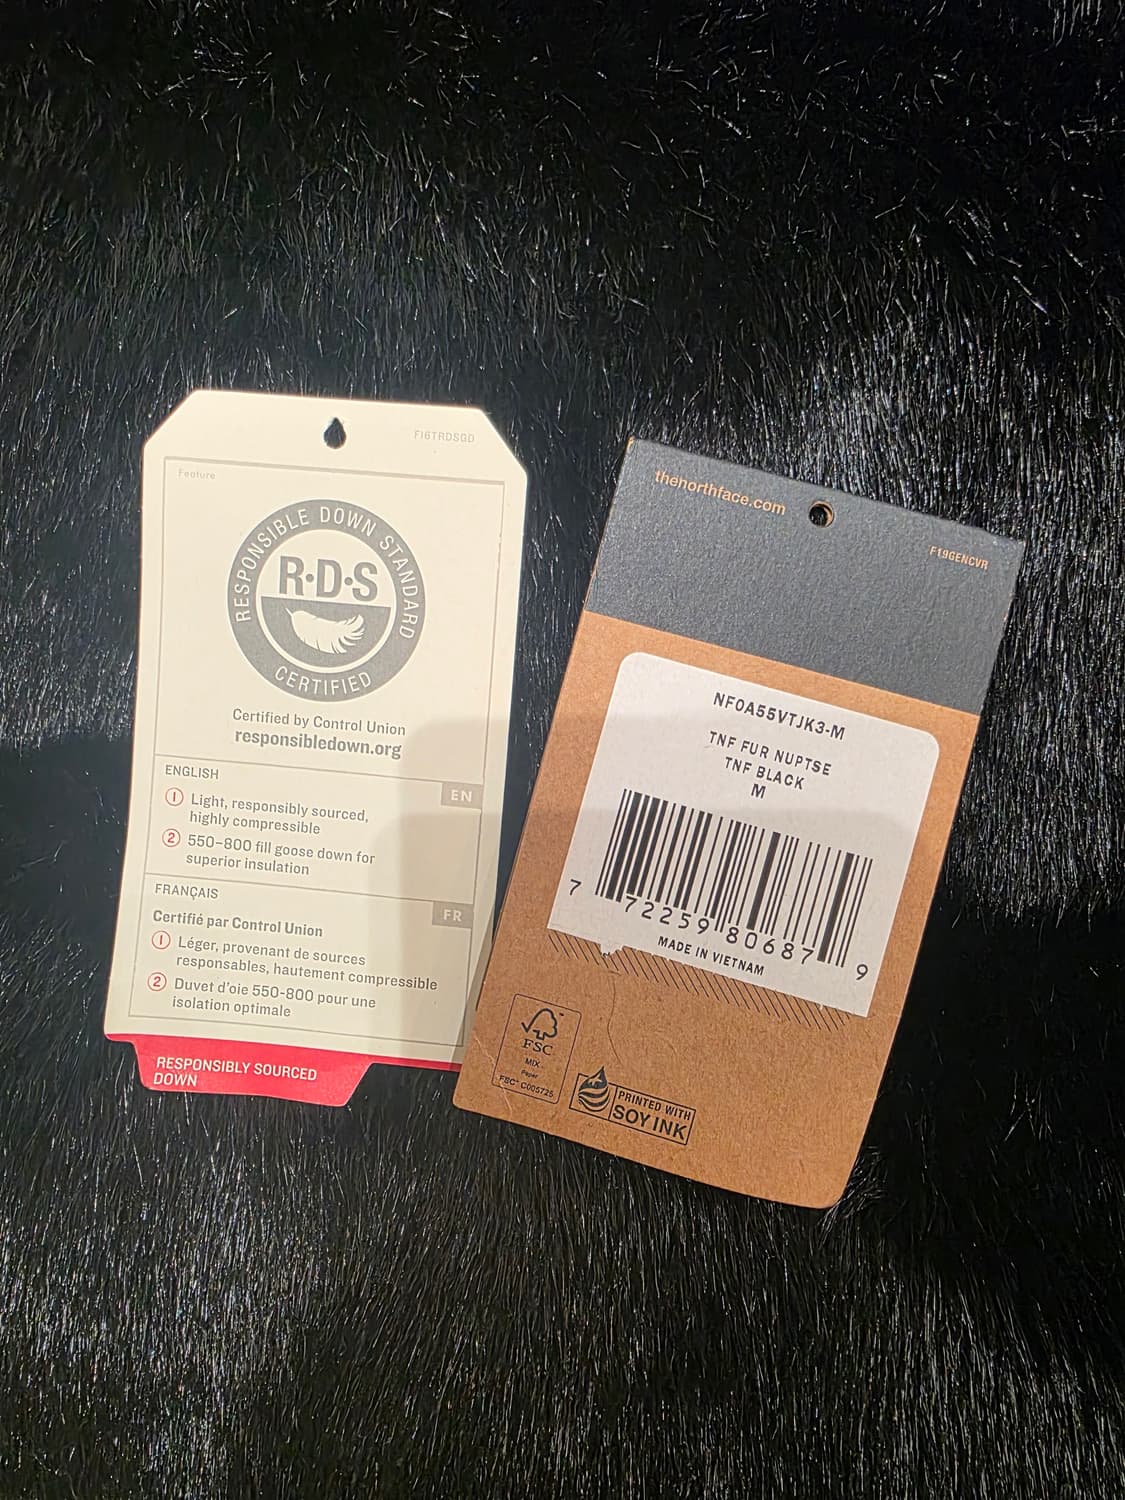 F16TRDSGD
Feature
RESPONSIBLE DOWN STANDARD
R·D·S
CERTIFIED
Certified by Control Union
responsibledown.org
ENGLISH
EN
1 Light, responsibly sourced,
highly compressible
2 550–800 fill goose down for
superior insulation
FRANÇAIS
FR
Certifié par Control Union
1 Léger, provenant de sources
responsables, hautement compressible
2 Duvet d'oie 550-800 pour une
isolation optimale
RESPONSIBLY SOURCED
DOWN
thenorthface.com
F19GENCVR
NF0A55VTJK3-M
TNF FUR NUPTSE
TNF BLACK
M
7 72259 80687 9
MADE IN VIETNAM
FSC
MIX
Paper
FSC® C005725
PRINTED WITH
SOY INK